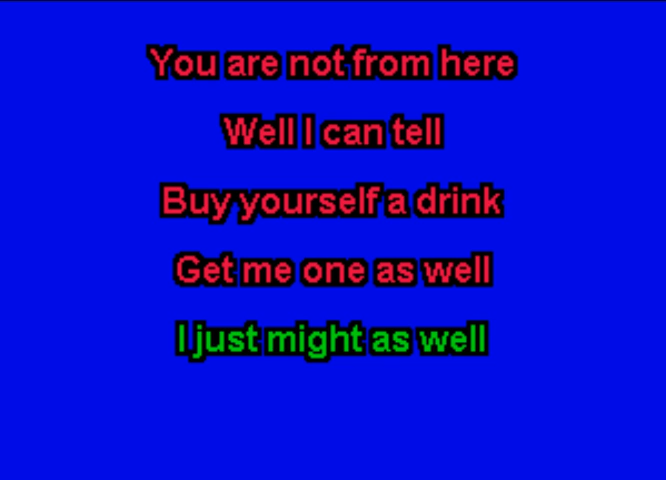 You are not from here
Well I can tell
Buy yourself a drink
Get me one as well
I just might as well